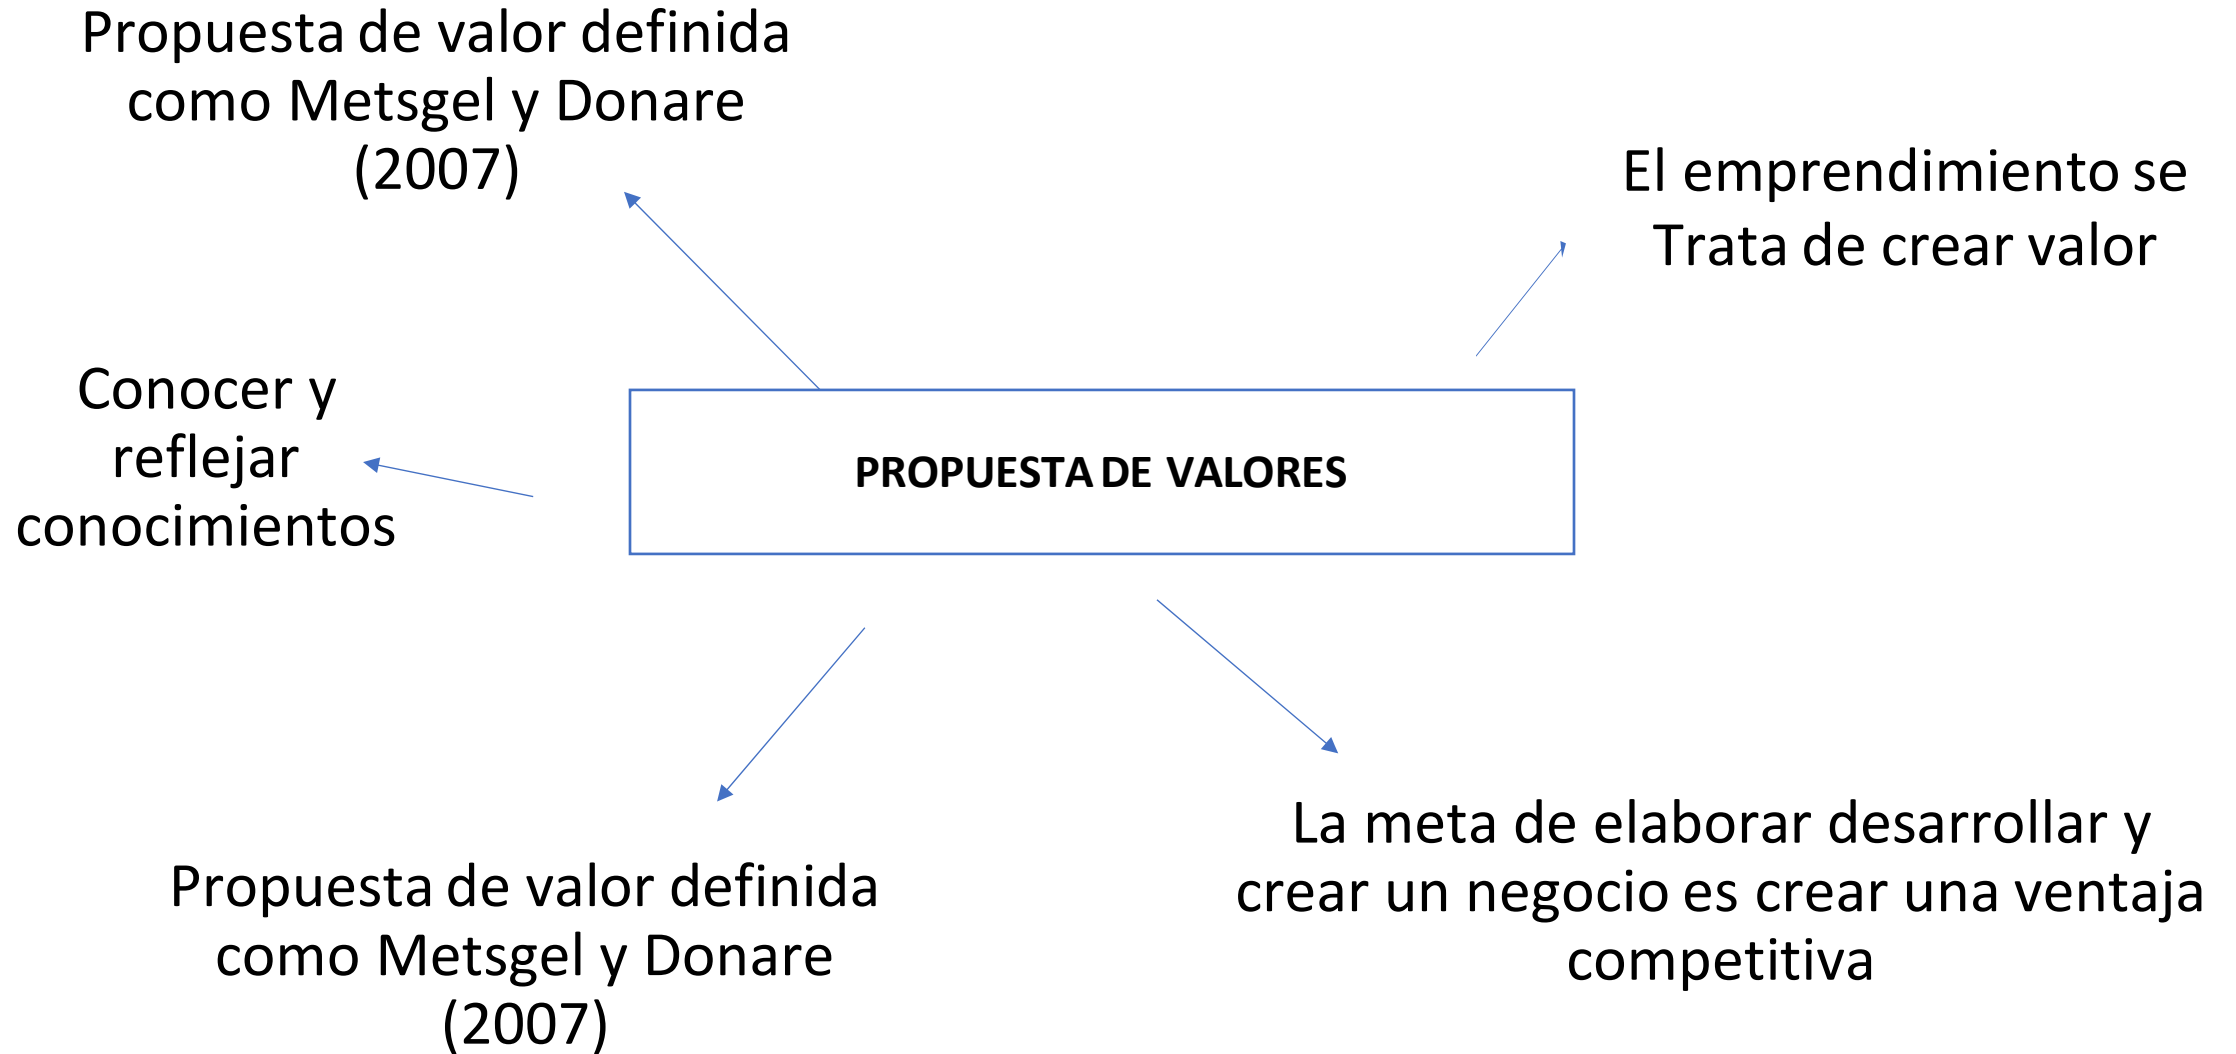 Propuesta de valor definida
como Metsgel y Donare
(2007)
El emprendimiento se
Trata de crear valor
Conocer y
reflejar
conocimientos
PROPUESTA DE VALORES
Propuesta de valor definida
como Metsgel y Donare
(2007)
La meta de elaborar desarrollar y
crear un negocio es crear una ventaja
competitiva